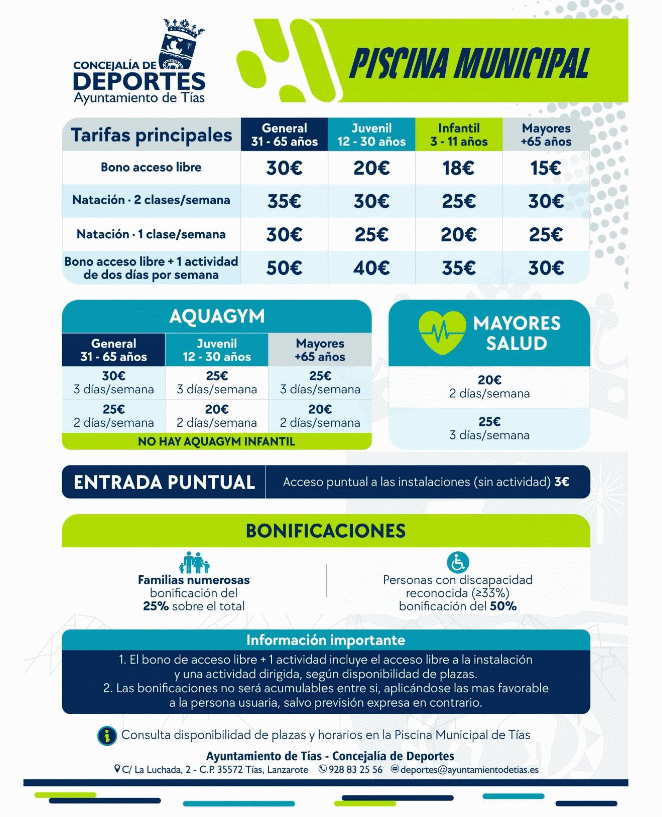 CONCEJALÍA DE
DEPORTES
Ayuntamiento de Tías
PISCINA MUNICIPAL
Tarifas principales
General
31 - 65 años
Juvenil
12 - 30 años
Infantil
3 - 11 años
Mayores
+65 años
Bono acceso libre 30€ 20€ 18€ 15€
Natación · 2 clases/semana 35€ 30€ 25€ 30€
Natación · 1 clase/semana 30€ 25€ 20€ 25€
Bono acceso libre + 1 actividad
de dos días por semana 50€ 40€ 35€ 30€
AQUAGYM
General
31 - 65 años
Juvenil
12 - 30 años
Mayores
+65 años
30€ 25€ 25€
3 días/semana 3 días/semana 3 días/semana
25€ 20€ 20€
2 días/semana 2 días/semana 2 días/semana
NO HAY AQUAGYM INFANTIL
MAYORES
SALUD
20€
2 días/semana
25€
3 días/semana
ENTRADA PUNTUAL
Acceso puntual a las instalaciones (sin actividad) 3€
BONIFICACIONES
Familias numerosas
bonificación del
25% sobre el total
Personas con discapacidad
reconocida (≥33%)
bonificación del 50%
Información importante
1. El bono de acceso libre + 1 actividad incluye el acceso libre a la instalación
y una actividad dirigida, según disponibilidad de plazas.
2. Las bonificaciones no será acumulables entre si, aplicándose las mas favorable
a la persona usuaria, salvo previsión expresa en contrario.
Consulta disponibilidad de plazas y horarios en la Piscina Municipal de Tías
Ayuntamiento de Tías - Concejalía de Deportes
C/ La Luchada, 2 - C.P. 35572 Tías, Lanzarote 928 83 25 56 deportes@ayuntamientodetias.es